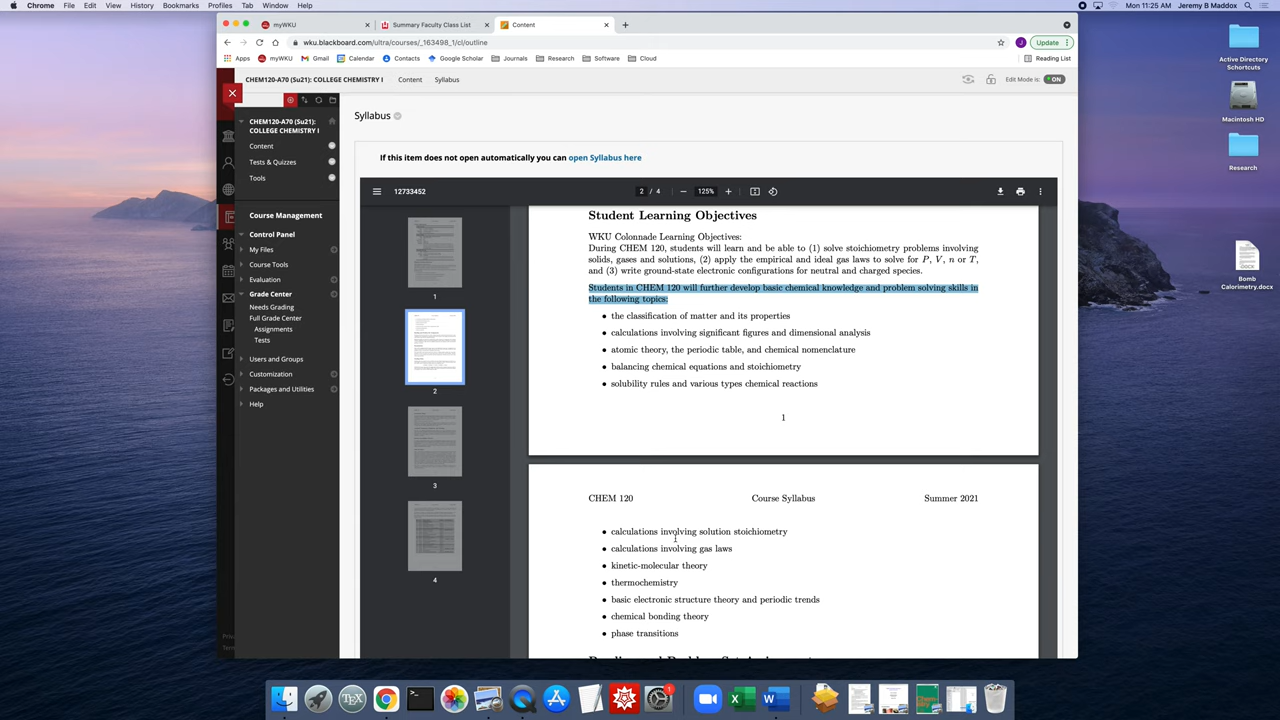 Chrome File Edit View History Bookmarks Profiles Tab Window Help Mon 11:25 AM Jeremy B Maddox
myWKU Summary Faculty Class List Content
wku.blackboard.com/ultra/courses/_163498_1/cl/outline Update
Apps myWKU Gmail Calendar Contacts Google Scholar Journals Research Software Cloud Reading List
CHEM120-A70 (Su21): COLLEGE CHEMISTRY I Content Syllabus Edit Mode is: ON
CHEM120-A70 (Su21):
COLLEGE CHEMISTRY I
Content
Tests & Quizzes
Tools
Course Management
Control Panel
My Files
Course Tools
Evaluation
Grade Center
Needs Grading
Full Grade Center
Assignments
Tests
Users and Groups
Customization
Packages and Utilities
Help
Syllabus
If this item does not open automatically you can open Syllabus here
12733452 2 / 4 125%
1
2
3
4
Student Learning Objectives
WKU Colonnade Learning Objectives:
During CHEM 120, students will learn and be able to (1) solve stoichiometry problems involving
solids, gases and solutions, (2) apply the empirical and ideal gas laws to solve for P, V, n or T,
and (3) write ground-state electronic configurations for neutral and charged species.
Students in CHEM 120 will further develop basic chemical knowledge and problem solving skills in
the following topics:
• the classification of matter and its properties
• calculations involving significant figures and dimensional analysis
• atomic theory, the periodic table, and chemical nomenclature
• balancing chemical equations and stoichiometry
• solubility rules and various types chemical reactions
1
CHEM 120 Course Syllabus Summer 2021
• calculations involving solution stoichiometry
• calculations involving gas laws
• kinetic-molecular theory
• thermochemistry
• basic electronic structure theory and periodic trends
• chemical bonding theory
• phase transitions
Active Directory
Schortcuts
Macintosh HD
Research
Bomb
Calorimetry.docx